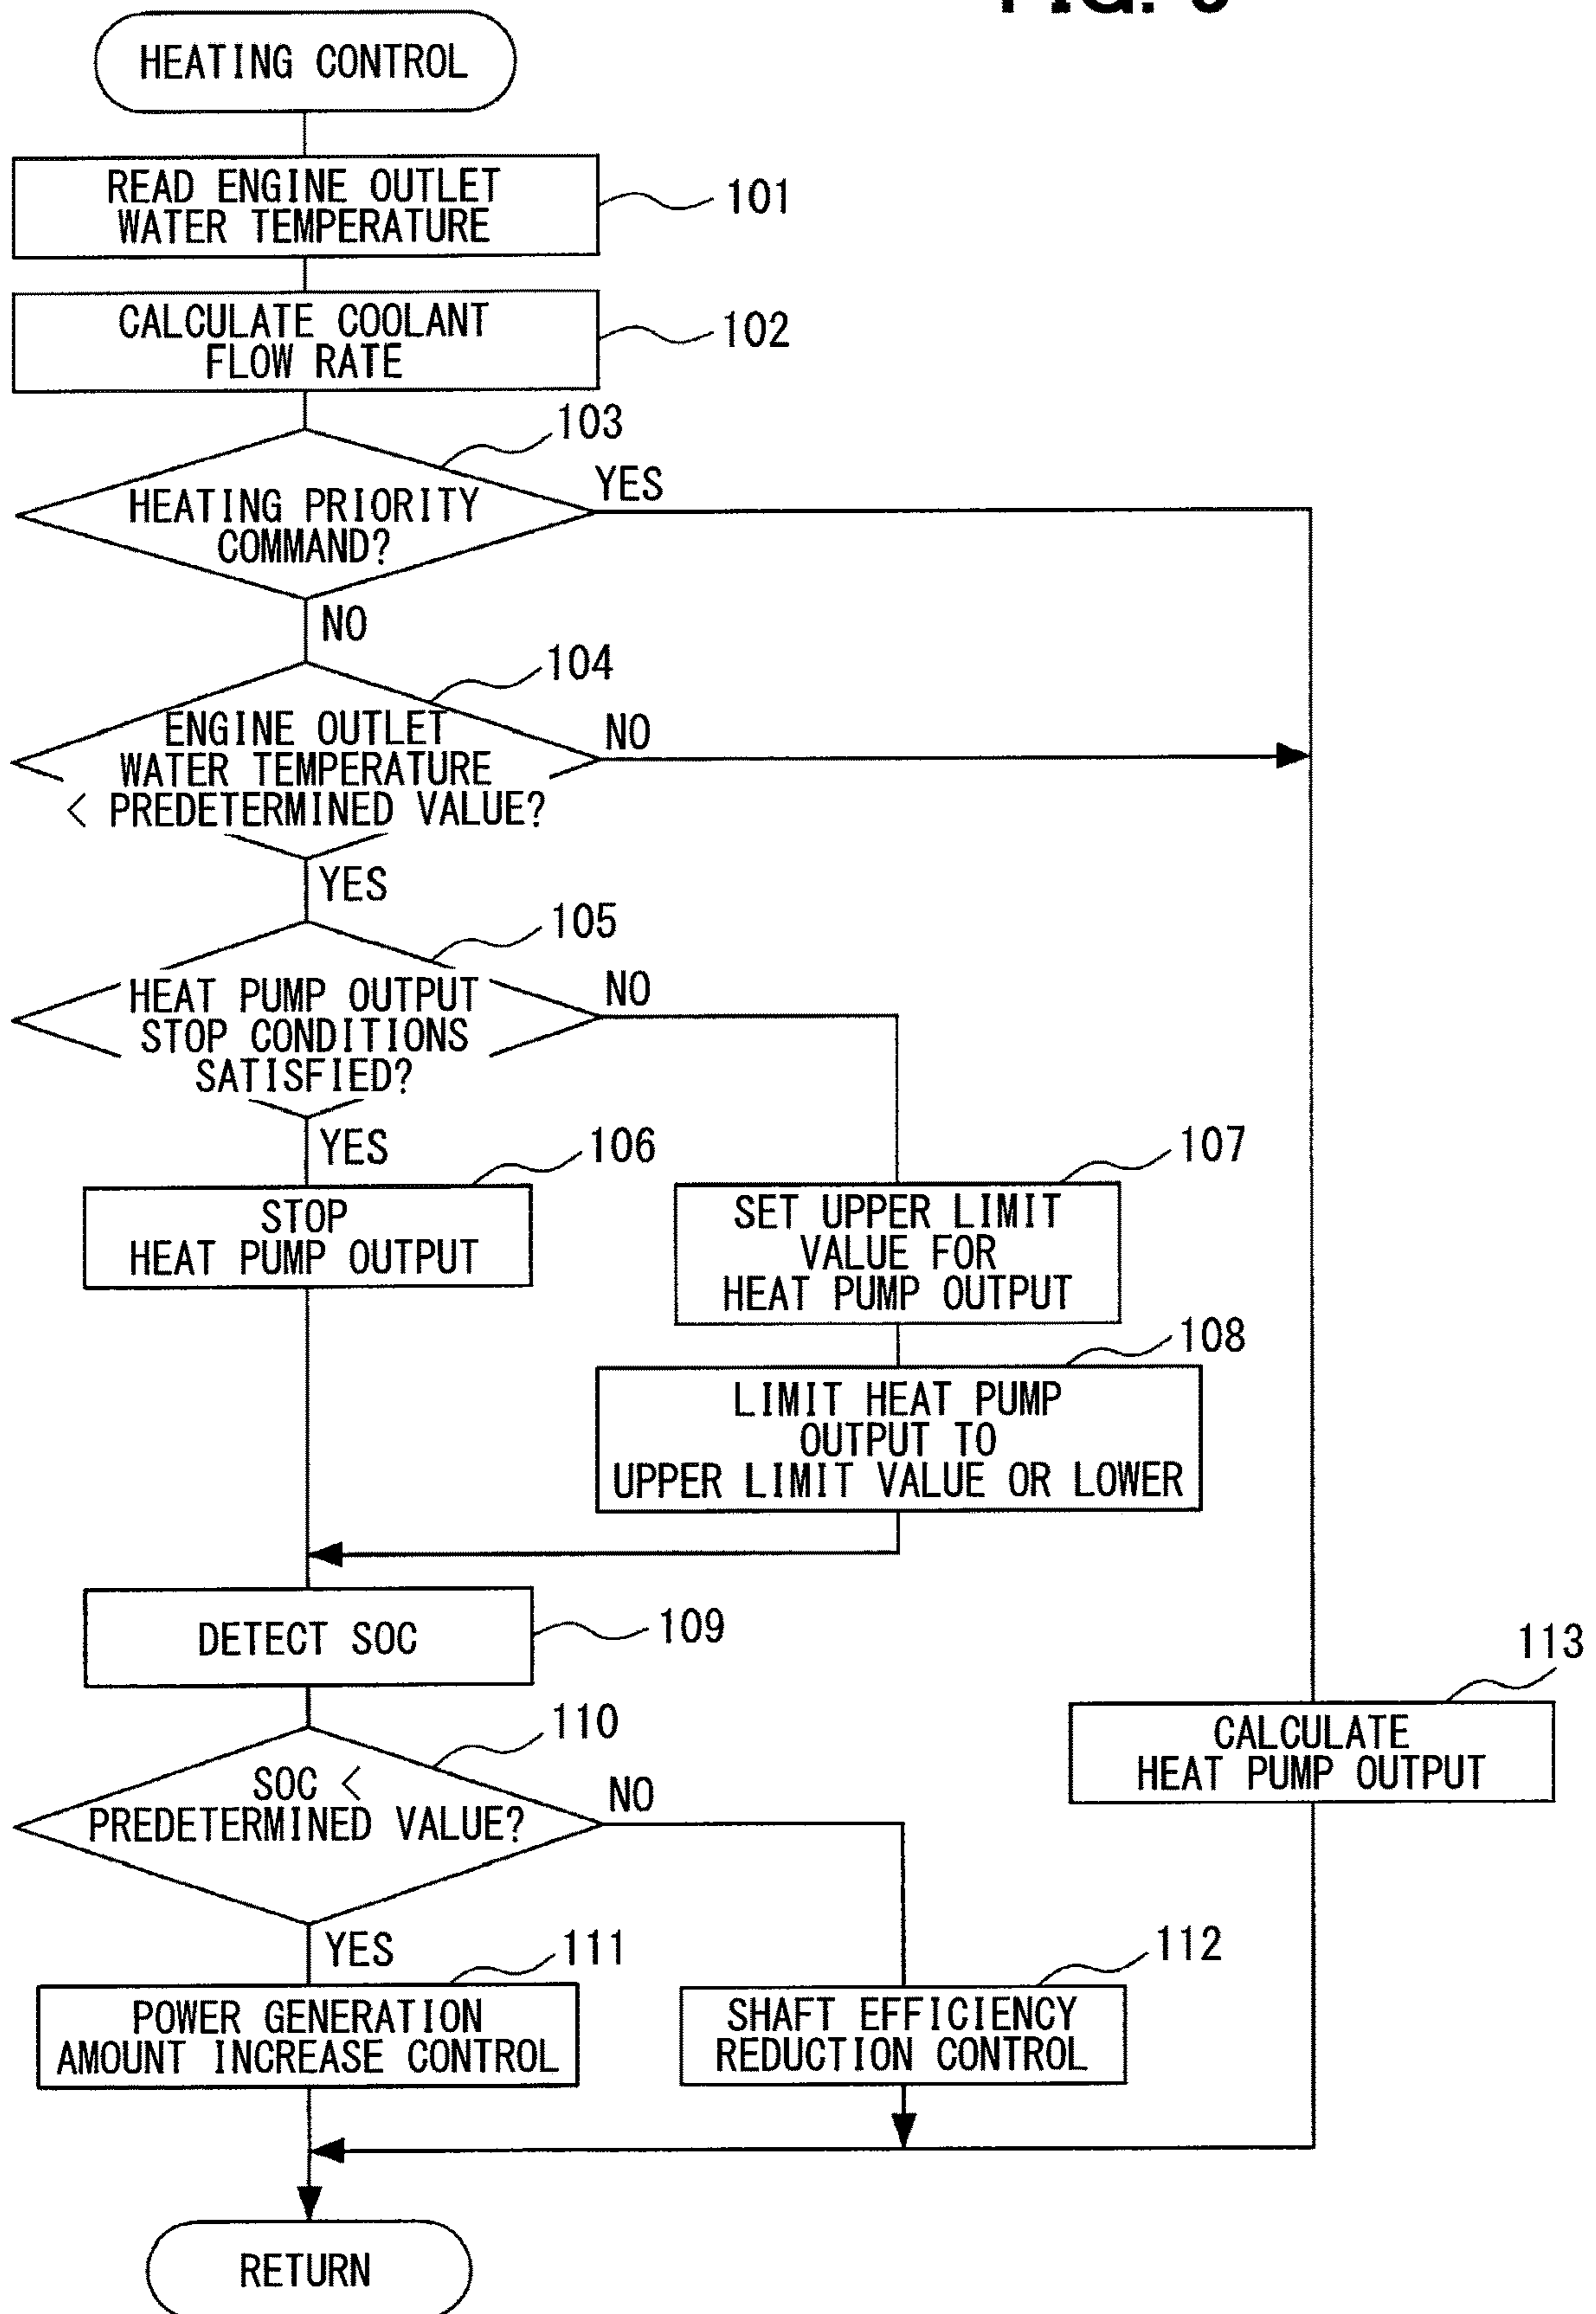 HEATING CONTROL
READ ENGINE OUTLET
WATER TEMPERATURE
101
CALCULATE COOLANT
FLOW RATE
102
103
HEATING PRIORITY
COMMAND?
YES
NO
104
ENGINE OUTLET
WATER TEMPERATURE
< PREDETERMINED VALUE?
NO
YES
105
HEAT PUMP OUTPUT
STOP CONDITIONS
SATISFIED?
NO
YES
106
STOP
HEAT PUMP OUTPUT
107
SET UPPER LIMIT
VALUE FOR
HEAT PUMP OUTPUT
108
LIMIT HEAT PUMP
OUTPUT TO
UPPER LIMIT VALUE OR LOWER
DETECT SOC
109
110
SOC <
PREDETERMINED VALUE?
NO
YES
113
CALCULATE
HEAT PUMP OUTPUT
111
POWER GENERATION
AMOUNT INCREASE CONTROL
112
SHAFT EFFICIENCY
REDUCTION CONTROL
RETURN